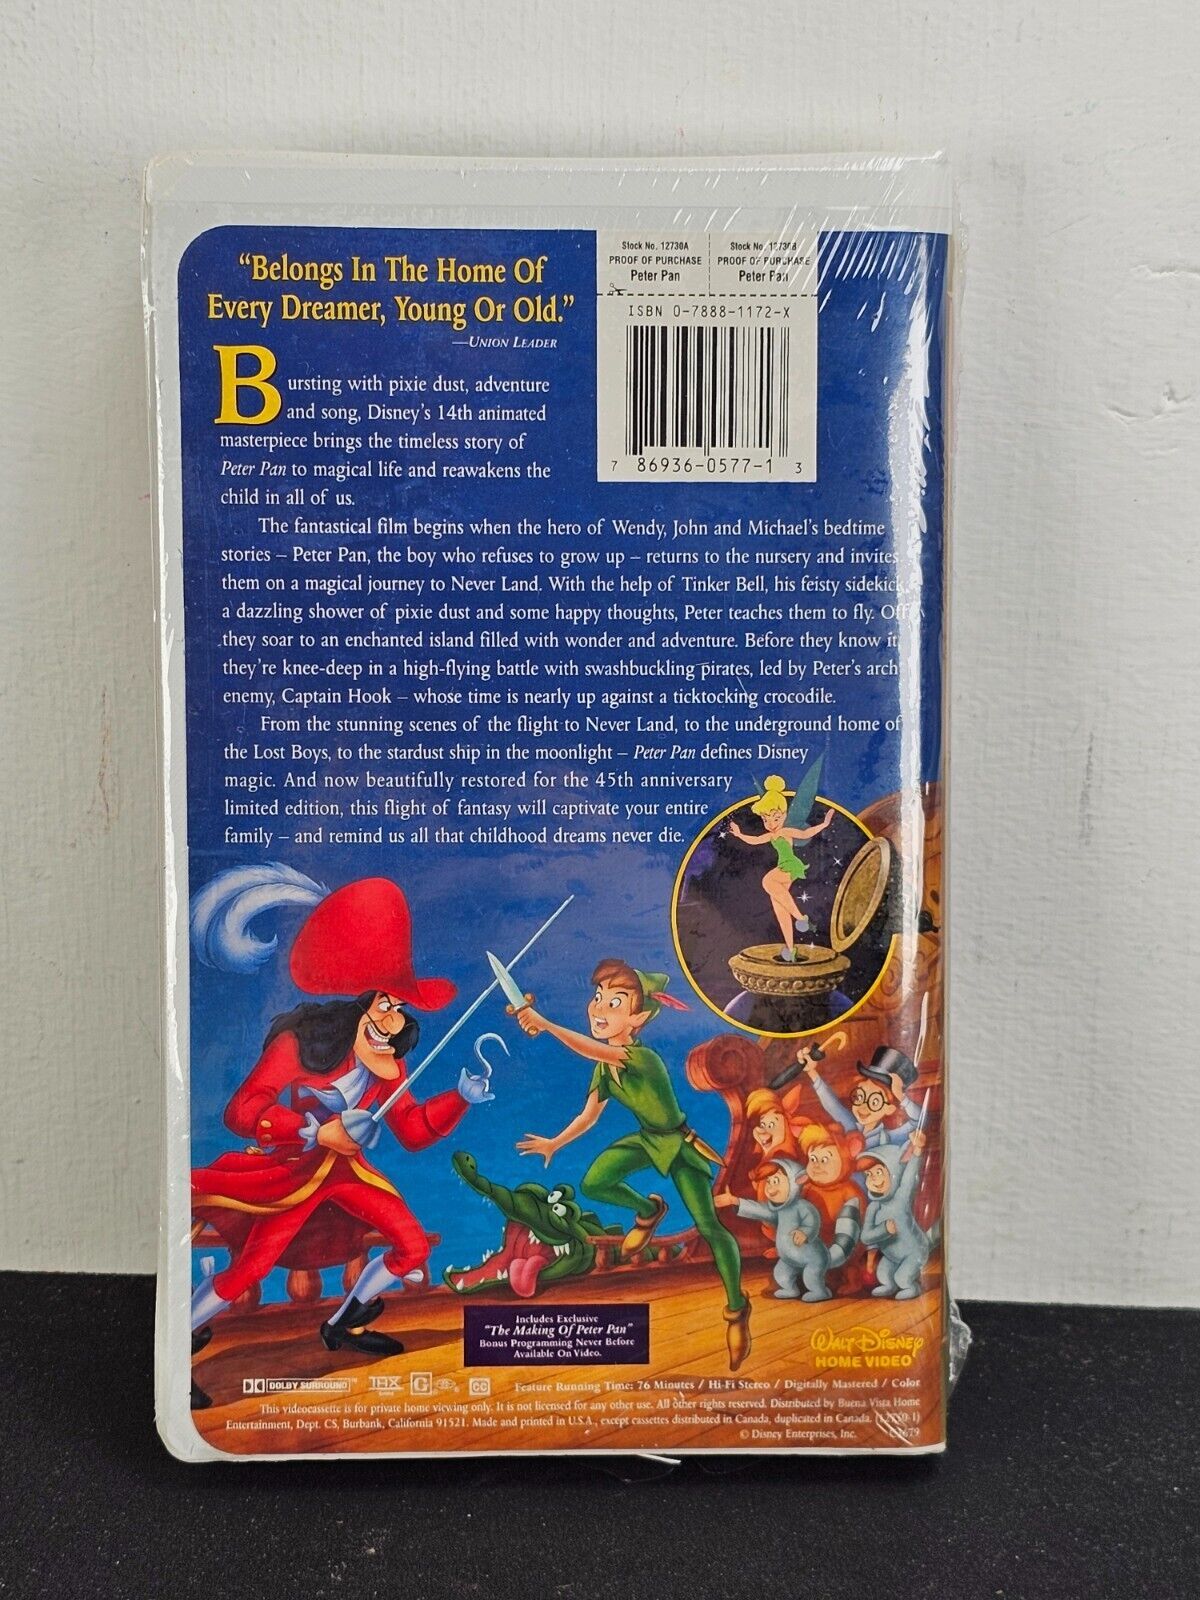 “Belongs In The Home Of
Every Dreamer, Young Or Old.”
—UNION LEADER
Stock No. 12730A
PROOF OF PURCHASE
Peter Pan
Stock No. 12730B
PROOF OF PURCHASE
Peter Pan
ISBN 0-7888-1172-X
7 86936-0577-1 3
Bursting with pixie dust, adventure
and song, Disney's 14th animated
masterpiece brings the timeless story of
Peter Pan to magical life and reawakens the
child in all of us.
The fantastical film begins when the hero of Wendy, John and Michael's bedtime
stories – Peter Pan, the boy who refuses to grow up – returns to the nursery and invites
them on a magical journey to Never Land. With the help of Tinker Bell, his feisty sidekick,
a dazzling shower of pixie dust and some happy thoughts, Peter teaches them to fly. Off
they soar to an enchanted island filled with wonder and adventure. Before they know it,
they're knee-deep in a high-flying battle with swashbuckling pirates, led by Peter's arch
enemy, Captain Hook – whose time is nearly up against a ticktocking crocodile.
From the stunning scenes of the flight to Never Land, to the underground home of
the Lost Boys, to the stardust ship in the moonlight – Peter Pan defines Disney
magic. And now beautifully restored for the 45th anniversary
limited edition, this flight of fantasy will captivate your entire
family – and remind us all that childhood dreams never die.
Includes Exclusive
"The Making Of Peter Pan"
Bonus Programming Never Before
Available On Video.
WALT DISNEY
HOME VIDEO
DOLBY SURROUND™ THX G CC Feature Running Time: 76 Minutes / Hi-Fi Stereo / Digitally Mastered / Color
This videocassette is for private home viewing only. It is not licensed for any other use. All other rights reserved. Distributed by Buena Vista Home
Entertainment, Dept. CS, Burbank, California 91521. Made and printed in U.S.A., except cassettes distributed in Canada, duplicated in Canada.
© Disney Enterprises, Inc.